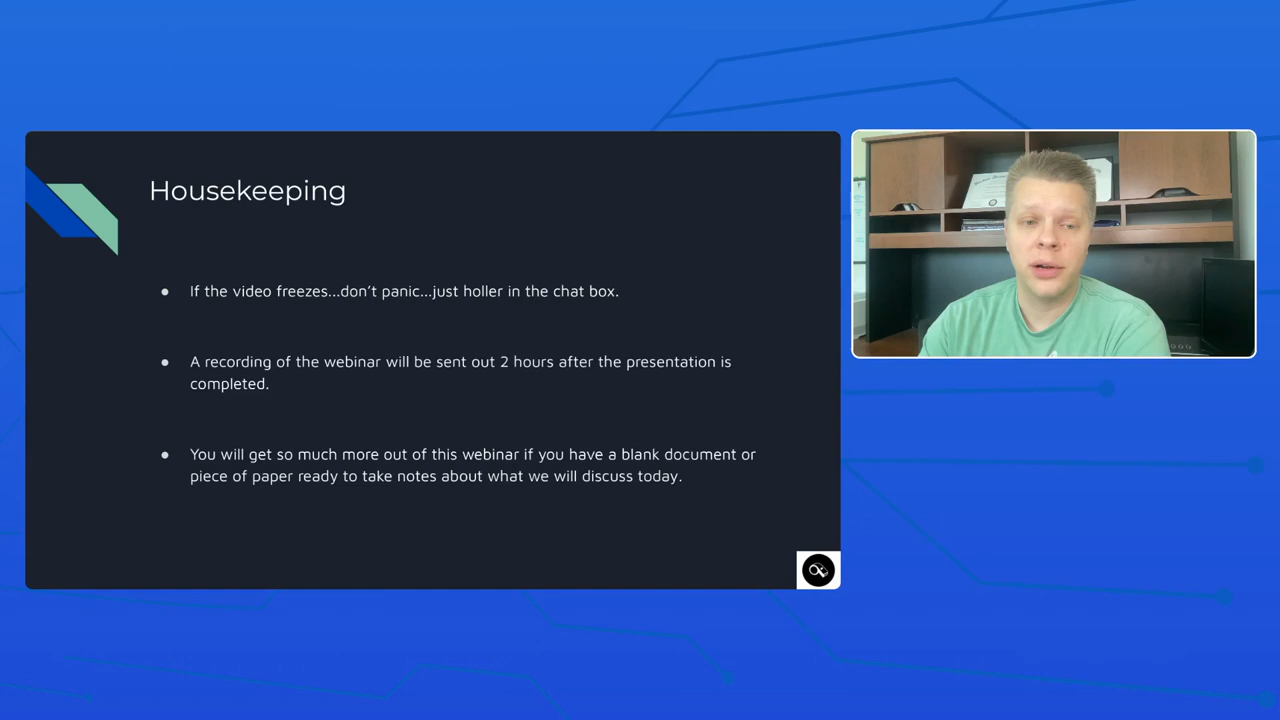 Housekeeping
● If the video freezes...don't panic...just holler in the chat box.
● A recording of the webinar will be sent out 2 hours after the presentation is
completed.
● You will get so much more out of this webinar if you have a blank document or
piece of paper ready to take notes about what we will discuss today.